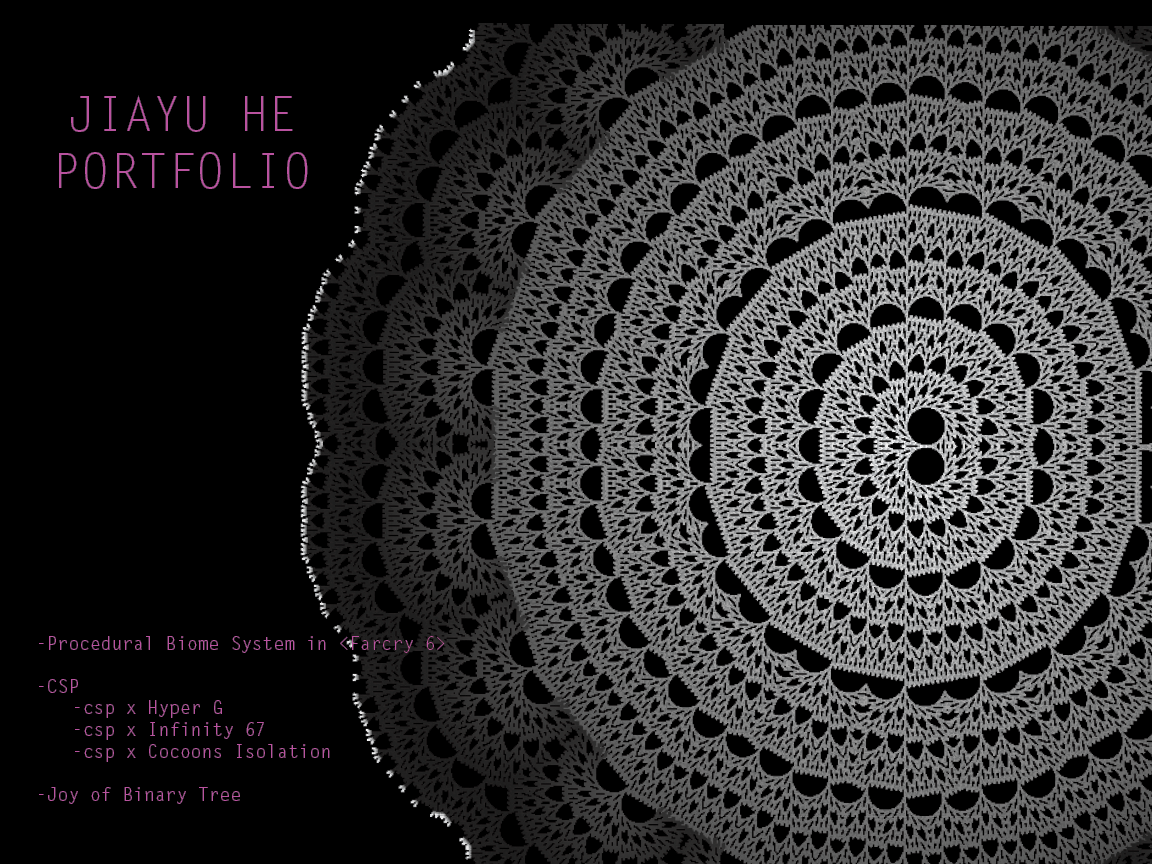 JIAYU HE
PORTFOLIO
-Procedural Biome System in <Farcry 6>
-CSP
-csp x Hyper G
-csp x Infinity 67
-csp x Cocoons Isolation
-Joy of Binary Tree